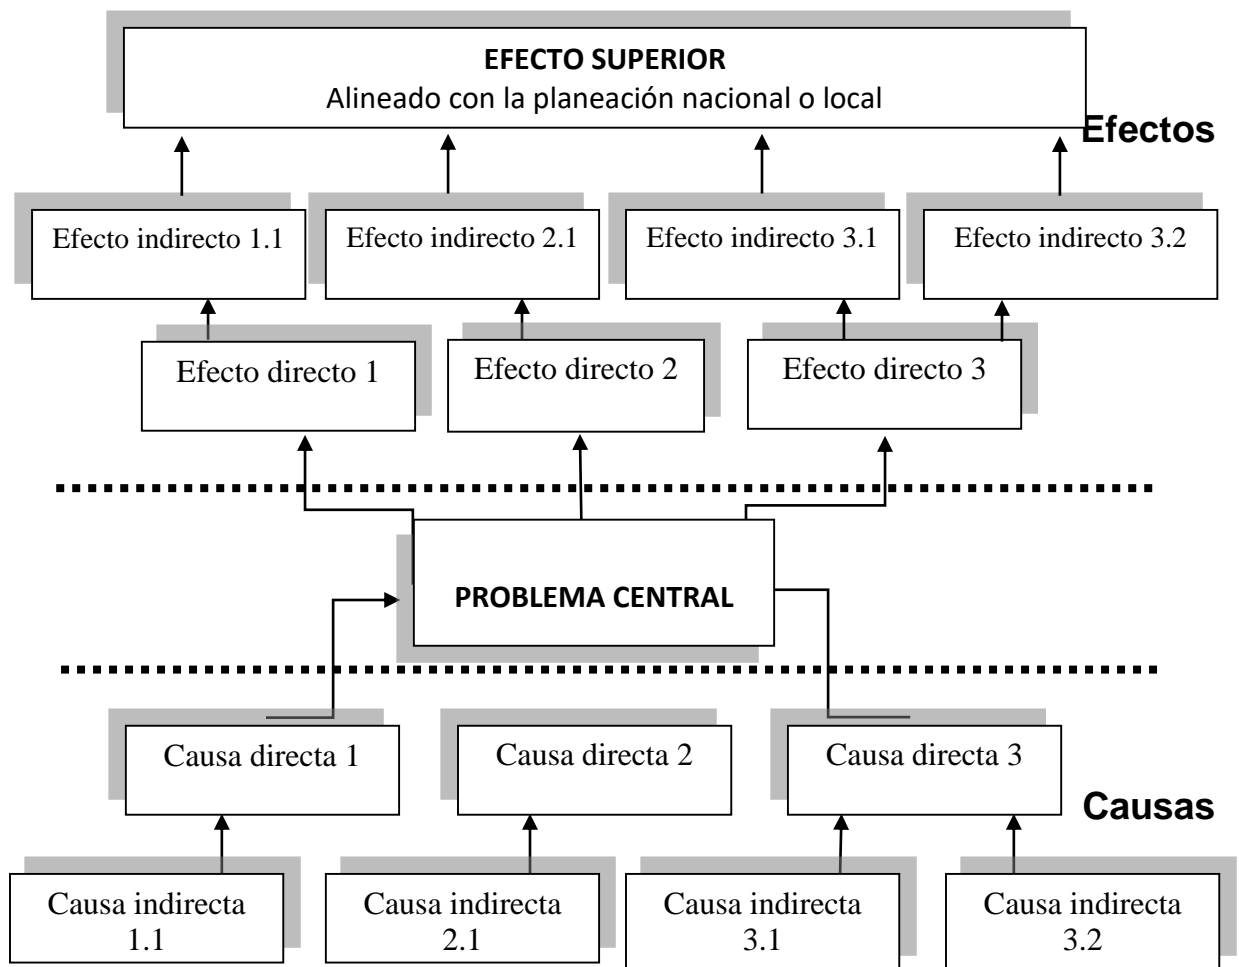 EFECTO SUPERIOR
Alineado con la planeación nacional o local
Efectos
Efecto indirecto 1.1
Efecto indirecto 2.1
Efecto indirecto 3.1
Efecto indirecto 3.2
Efecto directo 1
Efecto directo 2
Efecto directo 3
PROBLEMA CENTRAL
Causa directa 1
Causa directa 2
Causa directa 3
Causas
Causa indirecta
1.1
Causa indirecta
2.1
Causa indirecta
3.1
Causa indirecta
3.2